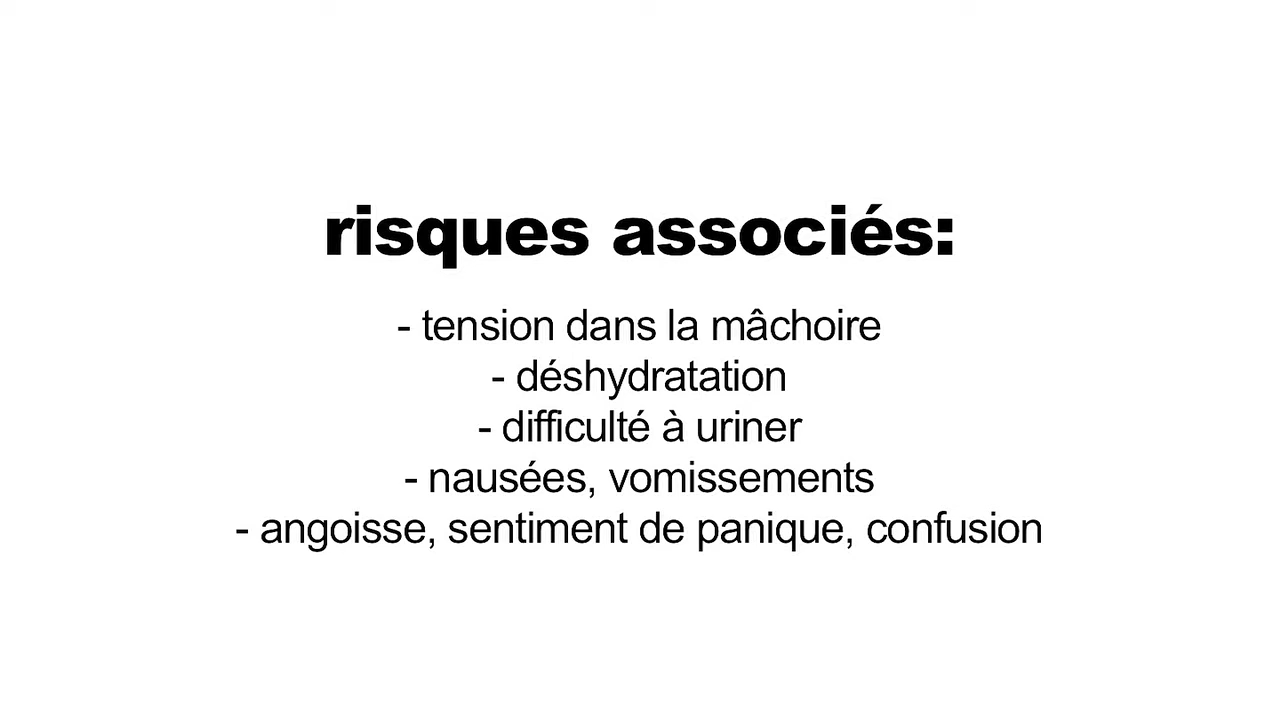 risques associés:
- tension dans la mâchoire
- déshydratation
- difficulté à uriner
- nausées, vomissements
- angoisse, sentiment de panique, confusion